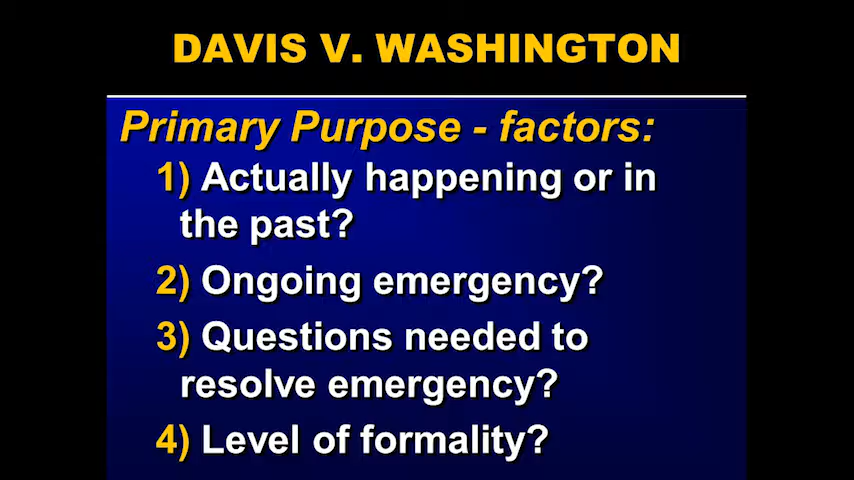 DAVIS V. WASHINGTON
Primary Purpose - factors:
1) Actually happening or in
the past?
2) Ongoing emergency?
3) Questions needed to
resolve emergency?
4) Level of formality?